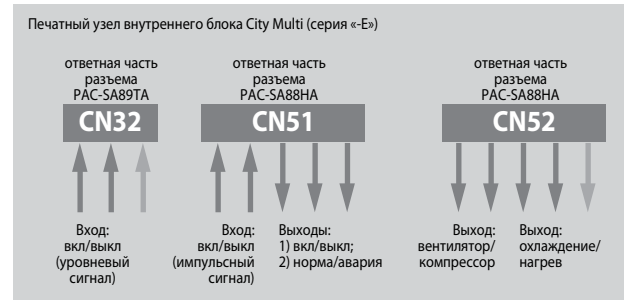 Печатный узел внутреннего блока City Multi (серия «-E»)
ответная часть
разъема
PAC-SA89TA
CN32
Вход:
вкл/выкл
(уровневый
сигнал)
ответная часть
разъема
PAC-SA88HA
CN51
Вход:
вкл/выкл
(импульсный
сигнал)
Выходы:
1) вкл/выкл;
2) норма/авария
ответная часть
разъема
PAC-SA88HA
CN52
Выход:
вентилятор/
компрессор
Выход:
охлаждение/
нагрев